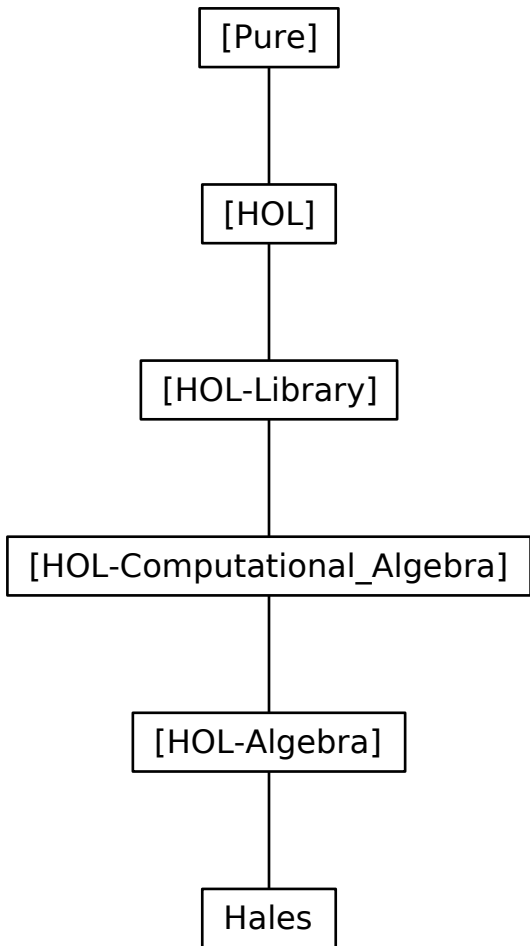 [Pure]
[HOL]
[HOL-Library]
[HOL-Computational_Algebra]
[HOL-Algebra]
Hales